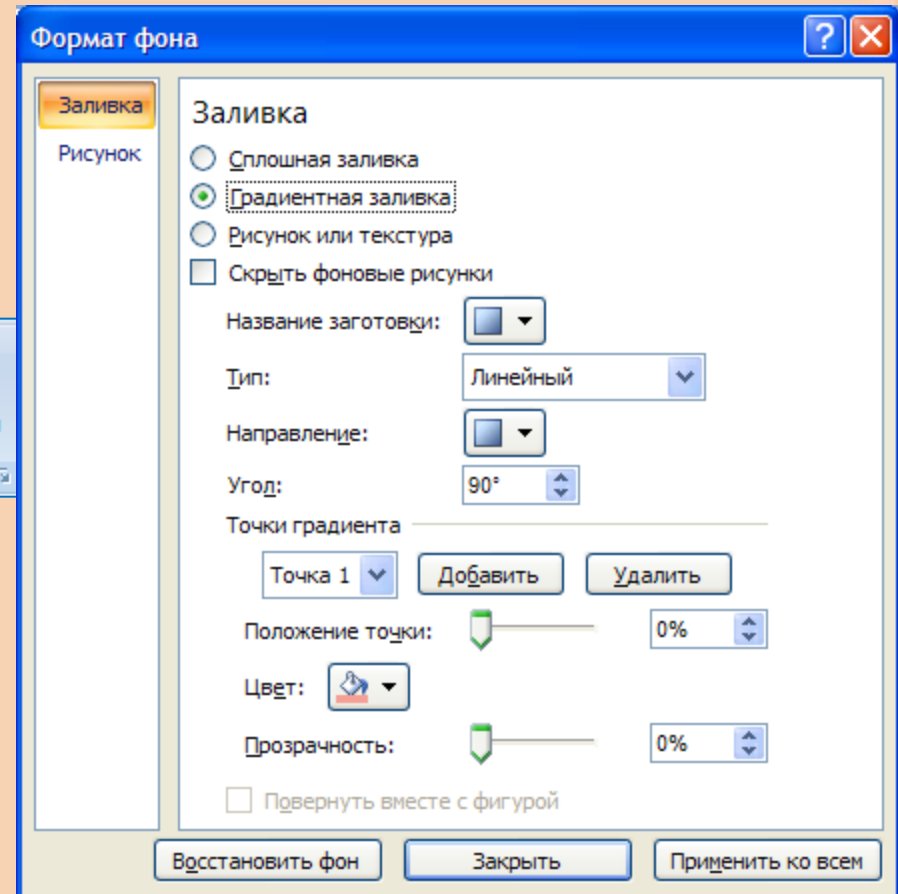 Формат фона
Заливка
Рисунок
Заливка
Сплошная заливка
Градиентная заливка
Рисунок или текстура
Скрыть фоновые рисунки
Название заготовки:
Тип: Линейный
Направление:
Угол: 90°
Точки градиента
Точка 1 Добавить Удалить
Положение точки: 0%
Цвет:
Прозрачность: 0%
Повернуть вместе с фигурой
Восстановить фон Закрыть Применить ко всем